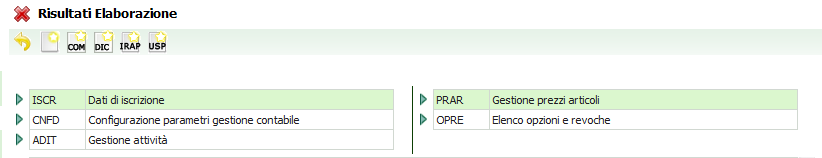 Risultati Elaborazione
COM DIC IRAP USP
ISCR Dati di iscrizione
CNFD Configurazione parametri gestione contabile
ADIT Gestione attività
PRAR Gestione prezzi articoli
OPRE Elenco opzioni e revoche